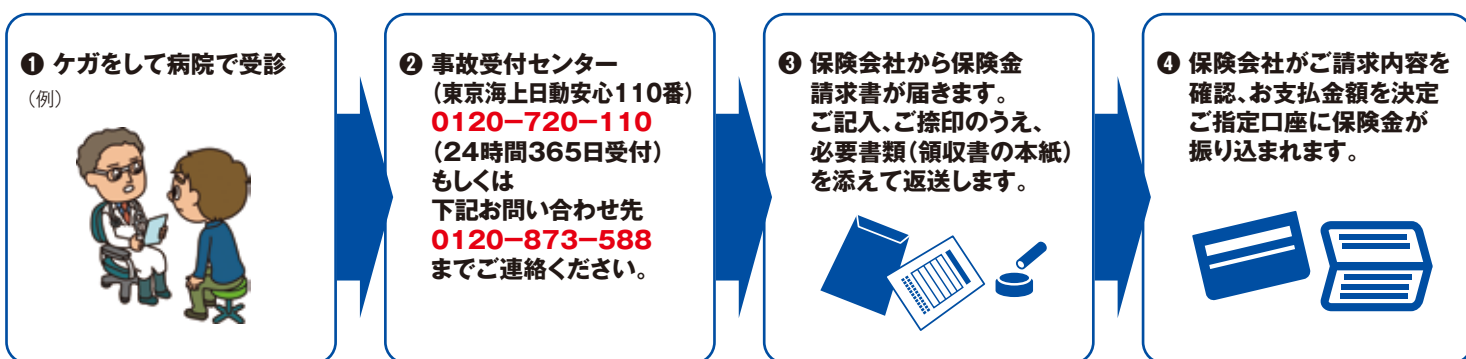 ❶ ケガをして病院で受診
(例)
❷ 事故受付センター
(東京海上日動安心110番)
0120−720−110
(24時間365日受付)
もしくは
下記お問い合わせ先
0120−873−588
までご連絡ください。
❸ 保険会社から保険金
請求書が届きます。
ご記入、ご捺印のうえ、
必要書類(領収書の本紙)
を添えて返送します。
❹ 保険会社がご請求内容を
確認、お支払金額を決定
ご指定口座に保険金が
振り込まれます。